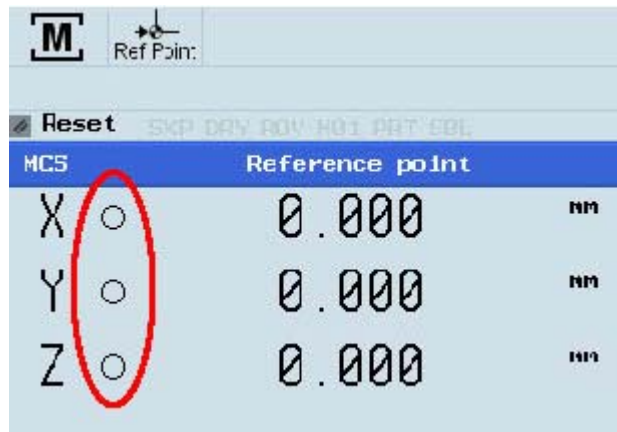 M
Ref Point
Reset SKP DRY ROV M01 PRT SBL
MCS Reference point
X 0.000 MM
Y 0.000 MM
Z 0.000 MM